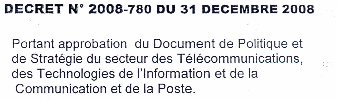 DECRET N° 2008-780 DU 31 DECEMBRE 2008
Portant approbation du Document de Politique et
de Stratégie du secteur des Télécommunications,
des Technologies de l'Information et de la
Communication et de la Poste.